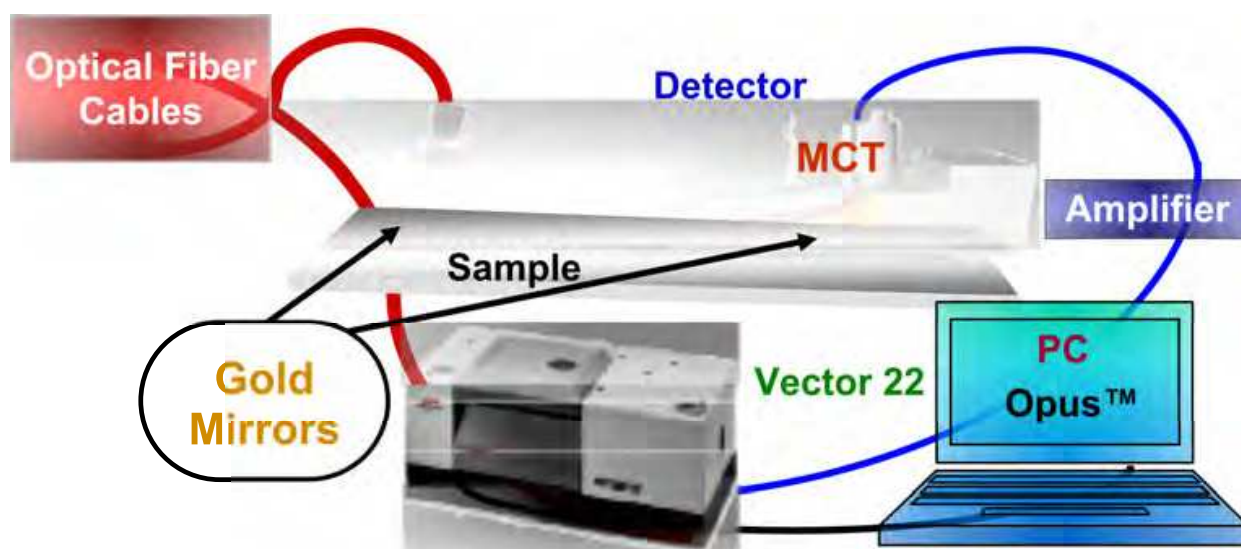 Optical Fiber
Cables
Detector
MCT
Amplifier
Sample
Gold
Mirrors
Vector 22
PC
Opus™